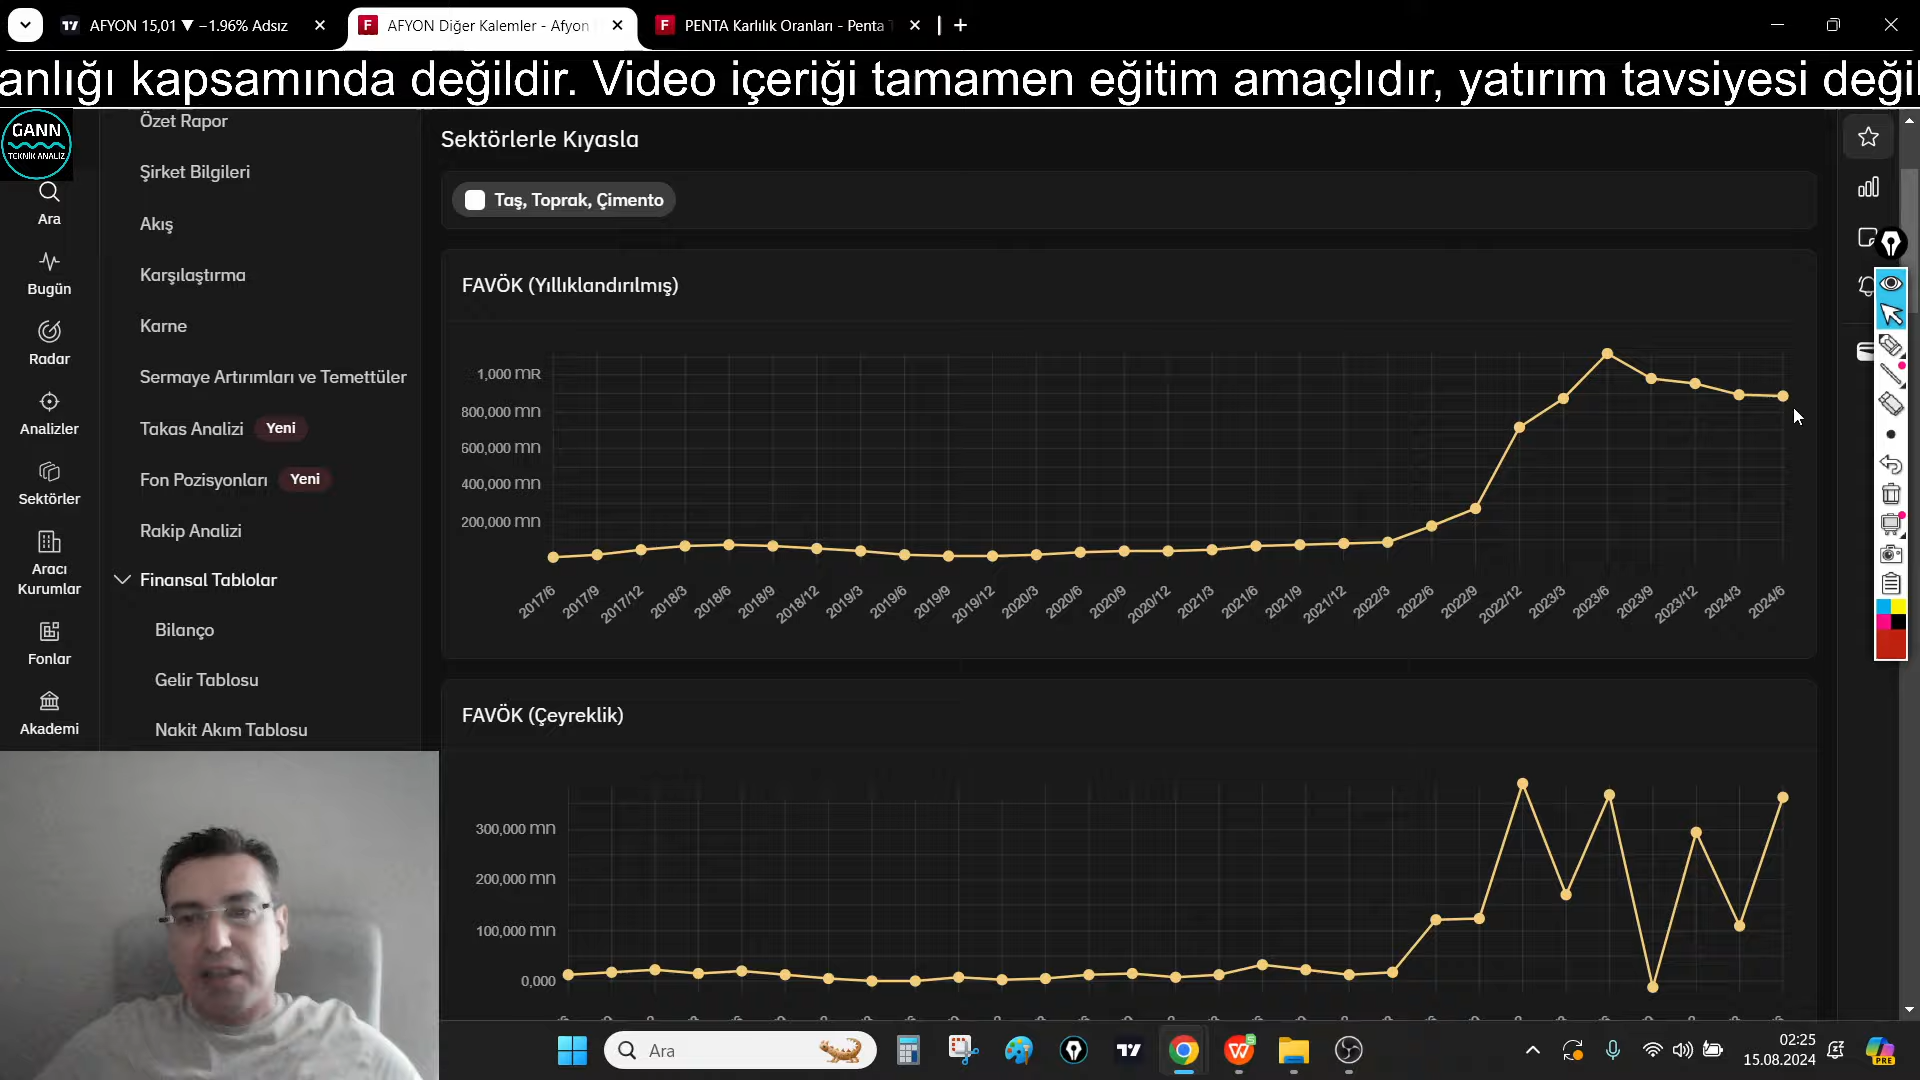 AFYON 15,01 ▼ −1.96% Adsız
AFYON Diğer Kalemler - Afyon
PENTA Karlılık Oranları - Penta T
anlığı kapsamında değildir. Video içeriği tamamen eğitim amaçlıdır, yatırım tavsiyesi değil
GANN
TEKNİK ANALİZ
Ara
Bugün
Radar
Analizler
Sektörler
Aracı
Kurumlar
Fonlar
Akademi
Özet Rapor
Şirket Bilgileri
Akış
Karşılaştırma
Karne
Sermaye Artırımları ve Temettüler
Takas Analizi Yeni
Fon Pozisyonları Yeni
Rakip Analizi
Finansal Tablolar
Bilanço
Gelir Tablosu
Nakit Akım Tablosu
Sektörlerle Kıyasla
Taş, Toprak, Çimento
FAVÖK (Yıllıklandırılmış)
1,000 mR
800,000 mn
600,000 mn
400,000 mn
200,000 mn
2017/6 2017/9 2017/12 2018/3 2018/6 2018/9 2018/12 2019/3 2019/6 2019/9 2019/12 2020/3 2020/6 2020/9 2020/12 2021/3 2021/6 2021/9 2021/12 2022/3 2022/6 2022/9 2022/12 2023/3 2023/6 2023/9 2023/12 2024/3 2024/6
FAVÖK (Çeyreklik)
300,000 mn
200,000 mn
100,000 mn
0,000
Ara
02:25
15.08.2024
PRE